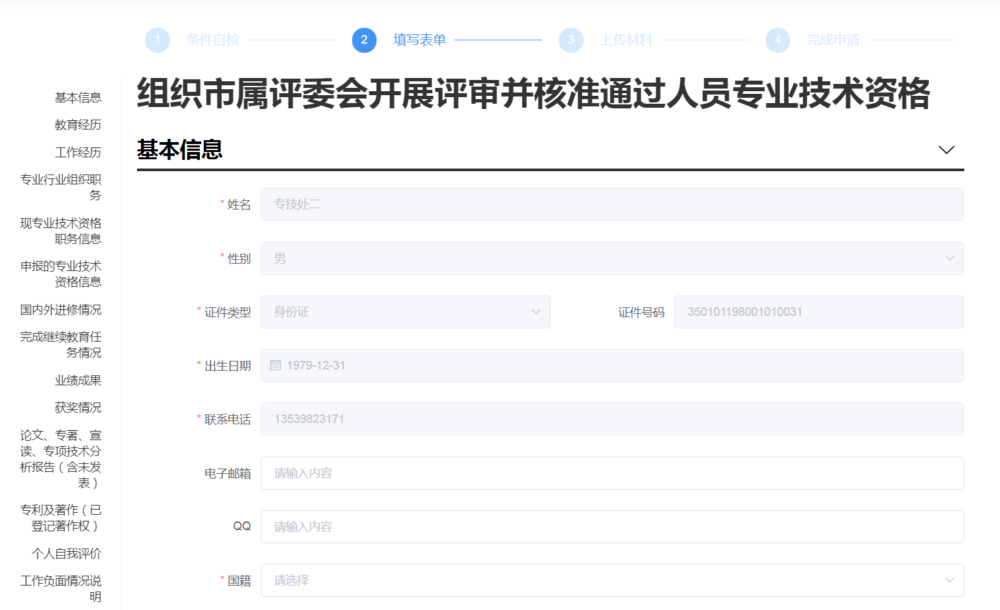 1 条件自检 2 填写表单 3 上传材料 4 完成申请
基本信息
教育经历
工作经历
专业行业组织职
务
现专业技术资格
职务信息
申报的专业技术
资格信息
国内外进修情况
完成继续教育任
务情况
业绩成果
获奖情况
论文、专著、宣
读、专项技术分
析报告（含未发
表）
专利及著作（已
登记著作权）
个人自我评价
工作负面情况说
明
组织市属评委会开展评审并核准通过人员专业技术资格
基本信息
* 姓名 专技处二
* 性别 男
* 证件类型 身份证 证件号码 350101198001010031
* 出生日期 1979-12-31
* 联系电话 13539823171
电子邮箱 请输入内容
QQ 请输入内容
* 国籍 请选择